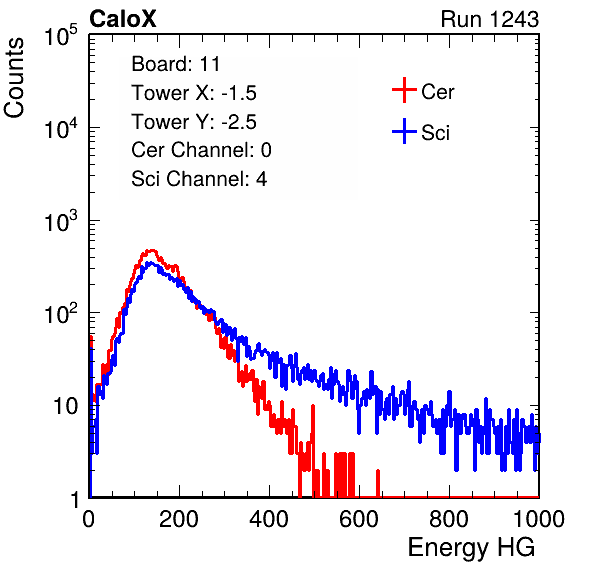 CaloX Run 1243
Counts
10^5
10^4
10^3
10^2
10
1
Board: 11
Tower X: -1.5
Tower Y: -2.5
Cer Channel: 0
Sci Channel: 4
Cer
Sci
0 200 400 600 800 1000
Energy HG